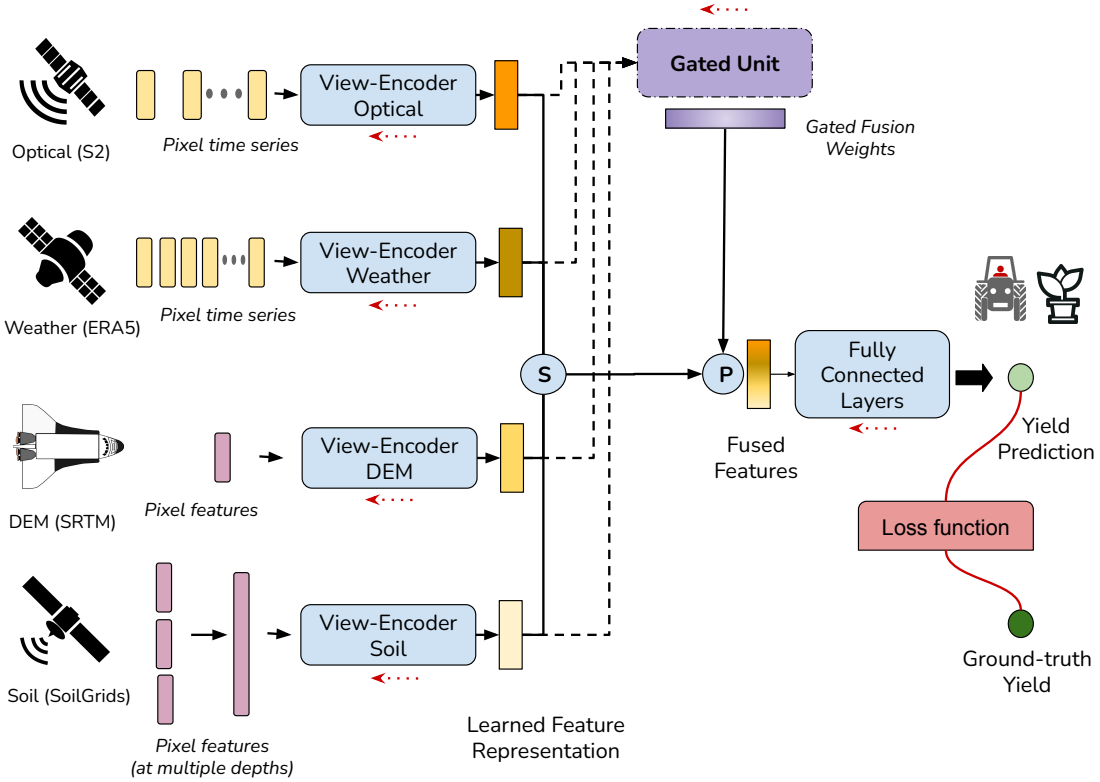 Optical (S2)
Pixel time series
View-Encoder
Optical
Gated Unit
Gated Fusion
Weights
Weather (ERA5)
Pixel time series
View-Encoder
Weather
S
P
Fused
Features
Fully
Connected
Layers
Yield
Prediction
DEM (SRTM)
Pixel features
View-Encoder
DEM
Loss function
Soil (SoilGrids)
Pixel features
(at multiple depths)
View-Encoder
Soil
Learned Feature
Representation
Ground-truth
Yield